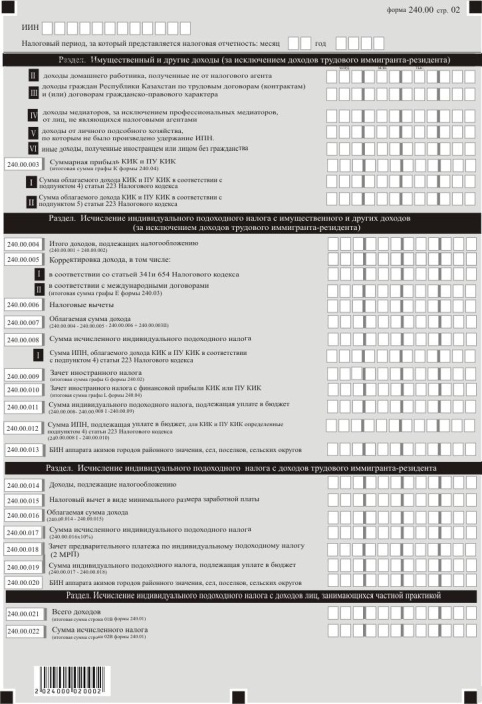 форма 240.00 стр. 02
ИИН
Налоговый период, за который представляется налоговая отчетность: месяц год
Раздел. Имущественный и другие доходы (за исключением доходов трудового иммигранта-резидента)
II доходы домашнего работника, полученные не от налогового агента
III доходы граждан Республики Казахстан по трудовым договорам (контрактам)
и (или) договорам гражданско-правового характера
IV доходы медиаторов, за исключением профессиональных медиаторов,
от лиц, не являющихся налоговыми агентами
V доходы от личного подсобного хозяйства,
по которым не было произведено удержание ИПН.
VI иные доходы, полученные иностранцем или лицом без гражданства
240.00.003 Суммарная прибыль КИК и ПУ КИК
(итоговая сумма графы K формы 240.04)
I Сумма облагаемого дохода КИК и ПУ КИК в соответствии с
подпунктом 4) статьи 223 Налогового кодекса
II Сумма облагаемого дохода КИК и ПУ КИК в соответствии с
подпунктом 5) статьи 223 Налогового кодекса
Раздел. Исчисление индивидуального подоходного налога с имущественного и других доходов
(за исключением доходов трудового иммигранта-резидента)
240.00.004 Итого доходов, подлежащих налогообложению
(240.00.001 + 240.00.002)
240.00.005 Корректировка дохода, в том числе:
I в соответствии со статьей 341и 654 Налогового кодекса
II в соответствии с международными договорами
(итоговая сумма графы E формы 240.03)
240.00.006 Налоговые вычеты
240.00.007 Облагаемая сумма дохода
(240.00.004 - 240.00.005 - 240.00.006 + 240.00.003II)
240.00.008 Сумма исчисленного индивидуального подоходного налога
I Сумма ИПН, облагаемого дохода КИК и ПУ КИК в соответствии
с подпунктом 4) статьи 223 Налогового кодекса
240.00.009 Зачет иностранного налога
(итоговая сумма графы G формы 240.02)
240.00.010 Зачет иностранного налога с финансовой прибыли КИК или ПУ КИК
(итоговая сумма графы L формы 240.04)
240.00.011 Сумма индивидуального подоходного налога, подлежащая уплате в бюджет
(240.00.008- 240.00.008 I -240.00.09)
240.00.012 Сумма ИПН, подлежащая уплате в бюджет, для КИК и ПУ КИК определенные
подпунктом 4) статьи 223 Налогового кодекса
(240.00.008 I - 240.00.010)
240.00.013 БИН аппарата акимов городов районного значения, сел, поселков, сельских округов
Раздел. Исчисление индивидуального подоходного налога с доходов трудового иммигранта-резидента
240.00.014 Доходы, подлежащие налогообложению
240.00.015 Налоговый вычет в виде минимального размера заработной платы
240.00.016 Облагаемая сумма дохода
(240.00.014 - 240.00.015)
240.00.017 Сумма исчисленного индивидуального подоходного налога
(240.00.016х10%)
240.00.018 Зачет предварительного платежа по индивидуальному подоходному налогу
(2 МРП)
240.00.019 Сумма индивидуального подоходного налога, подлежащая уплате в бюджет
(240.00.017 - 240.00.018)
240.00.020 БИН аппарата акимов городов районного значения, сел, поселков, сельских округов
Раздел. Исчисление индивидуального подоходного налога с доходов лиц, занимающихся частной практикой
240.00.021 Всего доходов
(итоговая сумма строки 01B формы 240.01)
240.00.022 Сумма исчисленного налога
(итоговая сумма строки 02B формы 240.01)
2024000020002